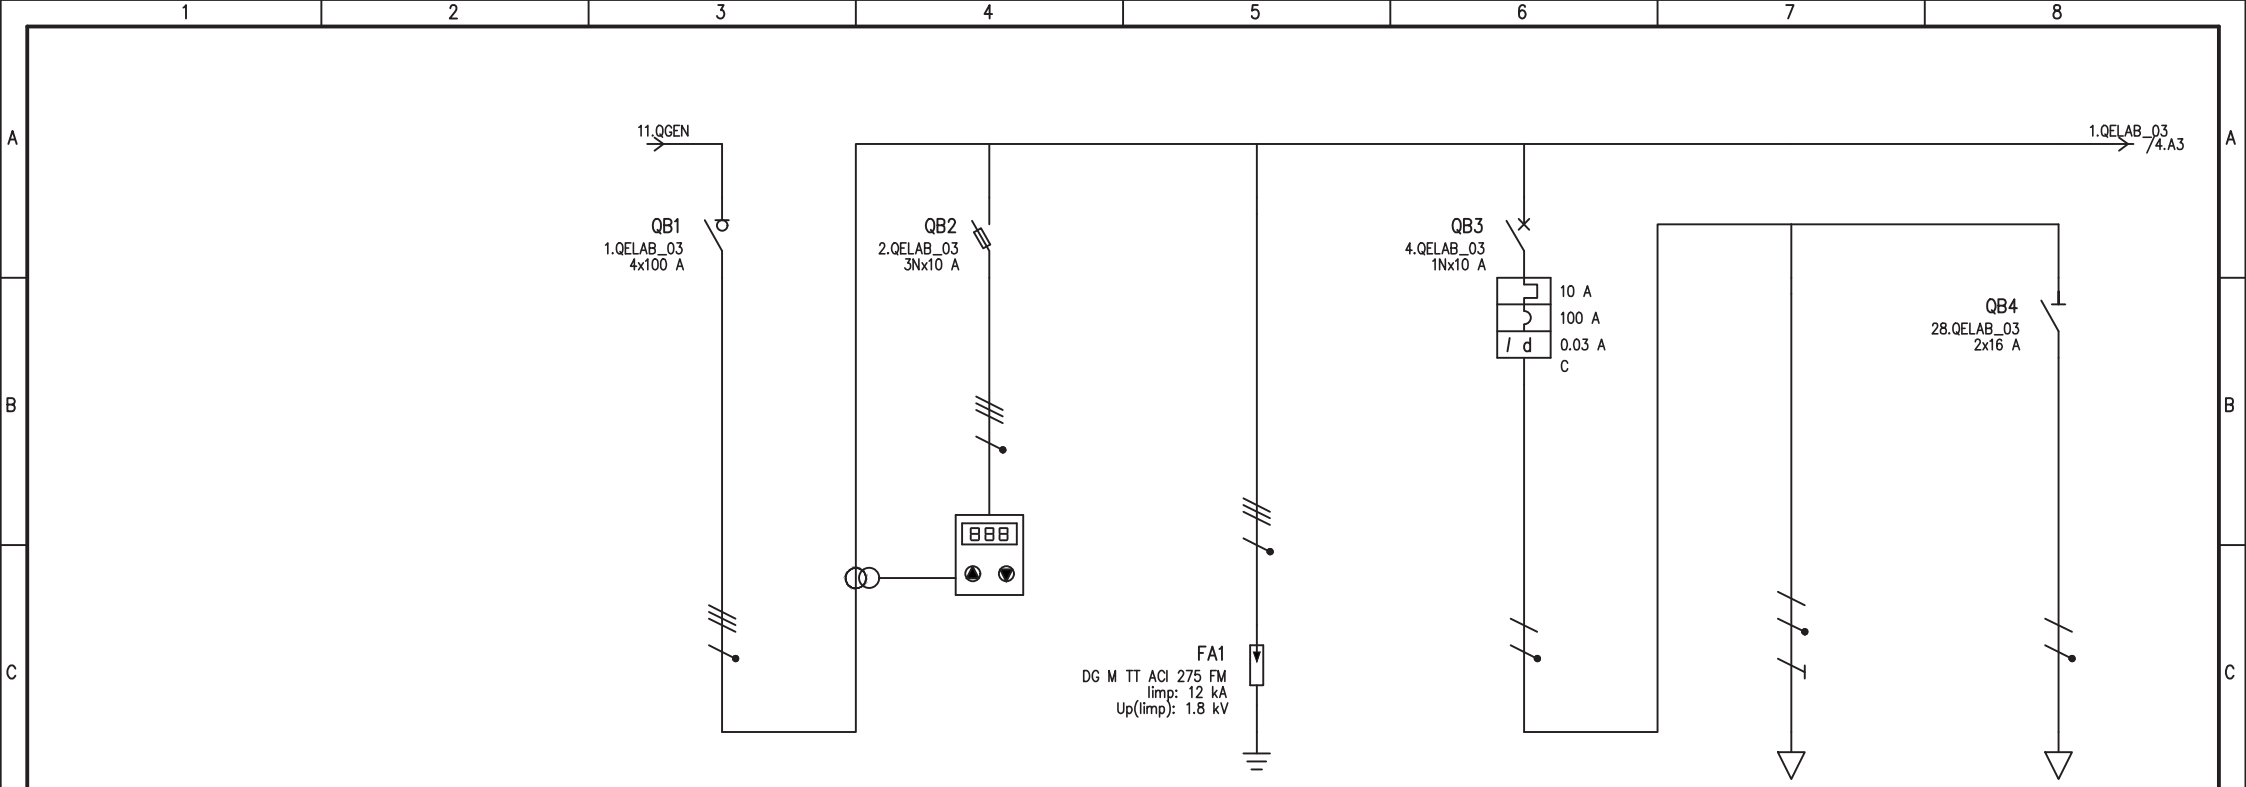 1 2 3 4 5 6 7 8
A A
11.QGEN
1.QELAB_03
/4.A3
QB1
1.QELAB_03
4x100 A
QB2
2.QELAB_03
3Nx10 A
QB3
4.QELAB_03
1Nx10 A
10 A
100 A
I d 0.03 A
C
QB4
28.QELAB_03
2x16 A
B B
888
FA1
DG M TT ACI 275 FM
Iimp: 12 kA
Up(Iimp): 1.8 kV
C C